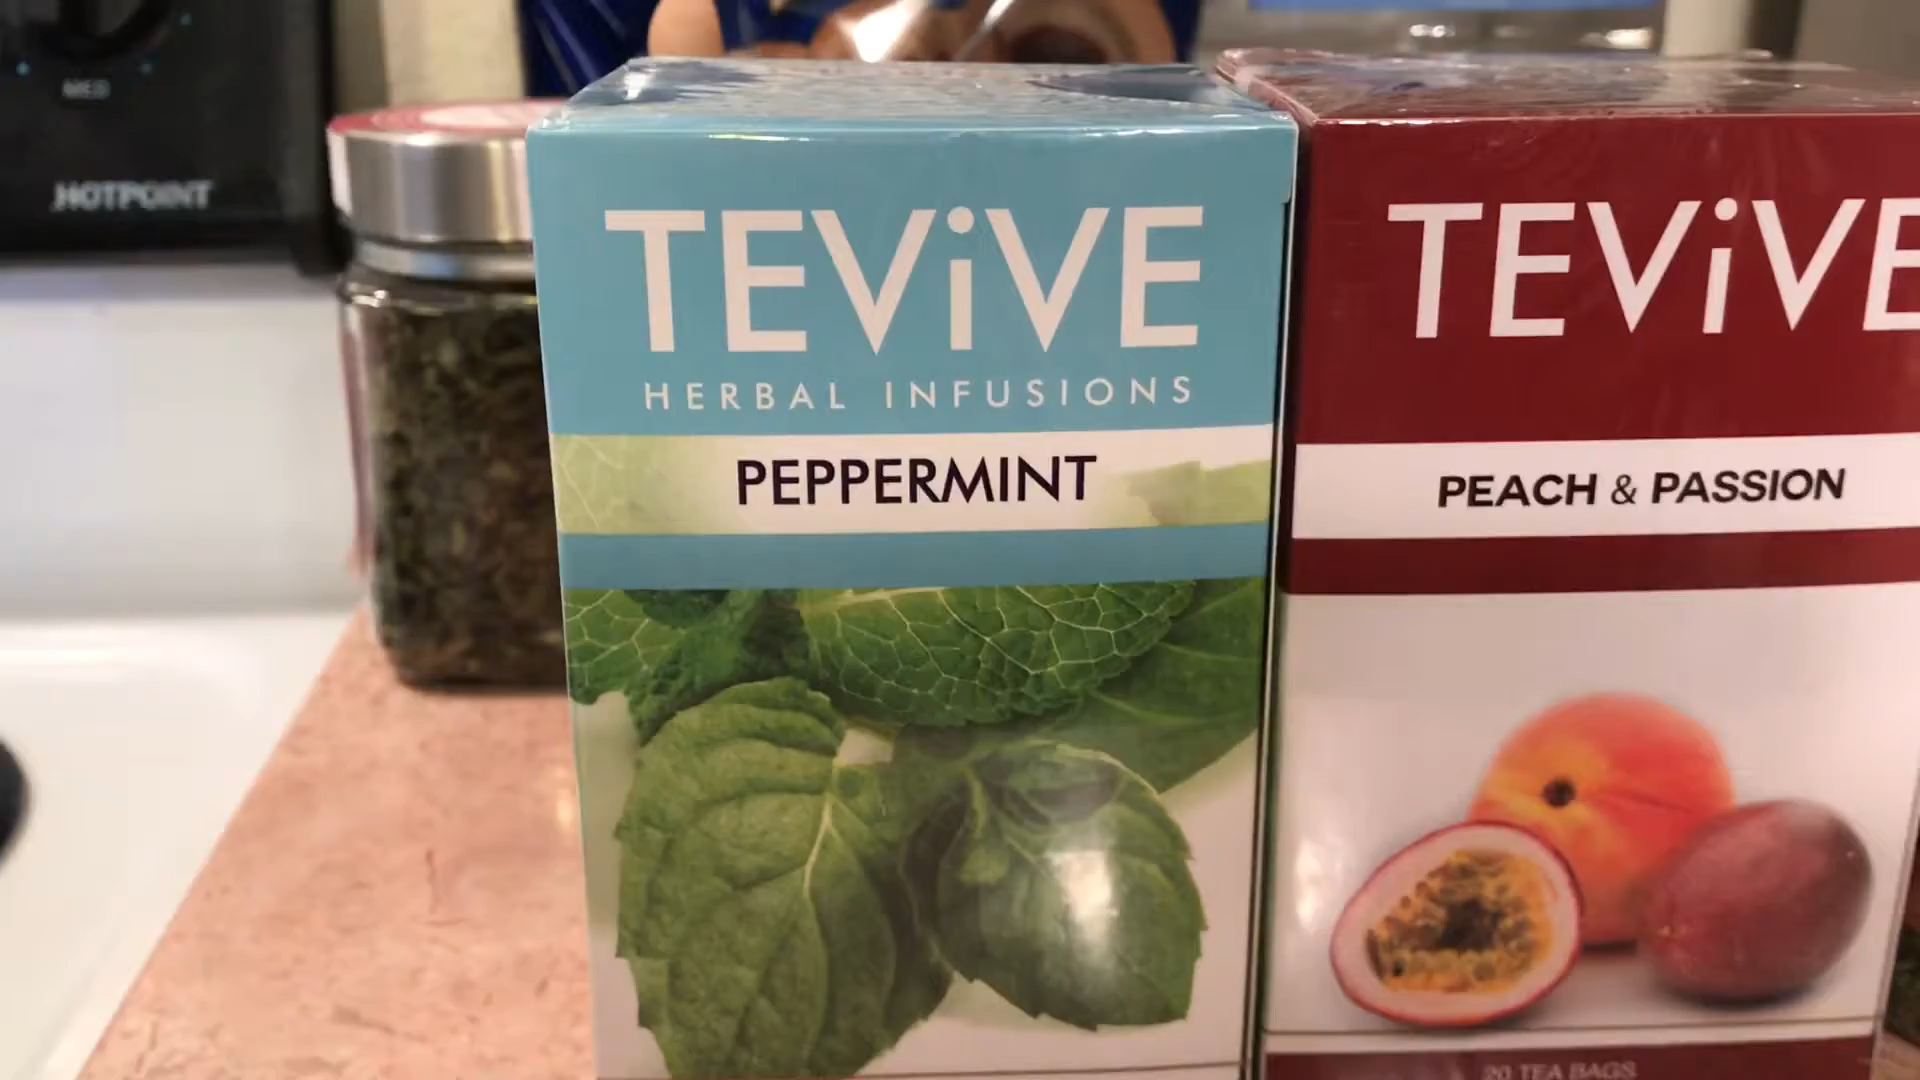 MED
HOTPOINT
TEViVE
HERBAL INFUSIONS
PEPPERMINT
TEViVE
PEACH & PASSION
20 TEA BAGS